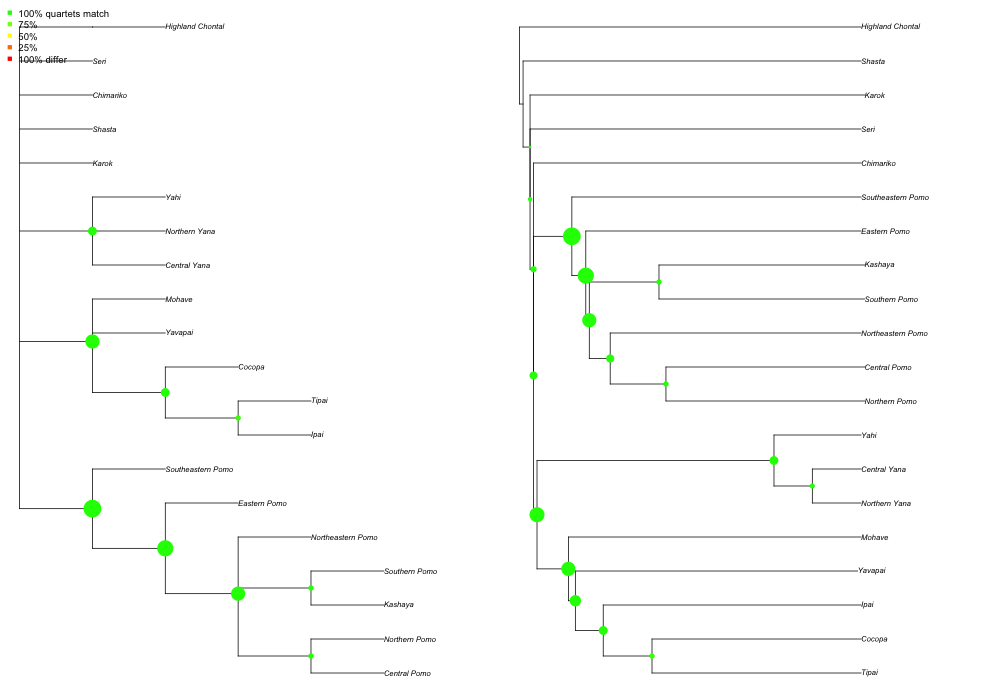 100% quartets match
75%
50%
25%
100% differ
Highland Chontal
Seri
Chimariko
Shasta
Karok
Yahi
Northern Yana
Central Yana
Mohave
Yavapai
Cocopa
Tipai
Ipai
Southeastern Pomo
Eastern Pomo
Northeastern Pomo
Southern Pomo
Kashaya
Northern Pomo
Central Pomo
Highland Chontal
Shasta
Karok
Seri
Chimariko
Southeastern Pomo
Eastern Pomo
Kashaya
Southern Pomo
Northeastern Pomo
Central Pomo
Northern Pomo
Yahi
Central Yana
Northern Yana
Mohave
Yavapai
Ipai
Cocopa
Tipai